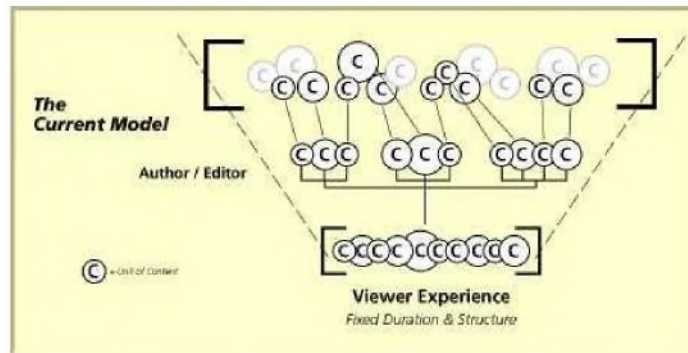 C C C C C C C C
C C C C C C C C
The
Current Model
C C C C C C C C C C
Author / Editor
C C C C C C C C C C
C = Unit of Content
Viewer Experience
Fixed Duration & Structure